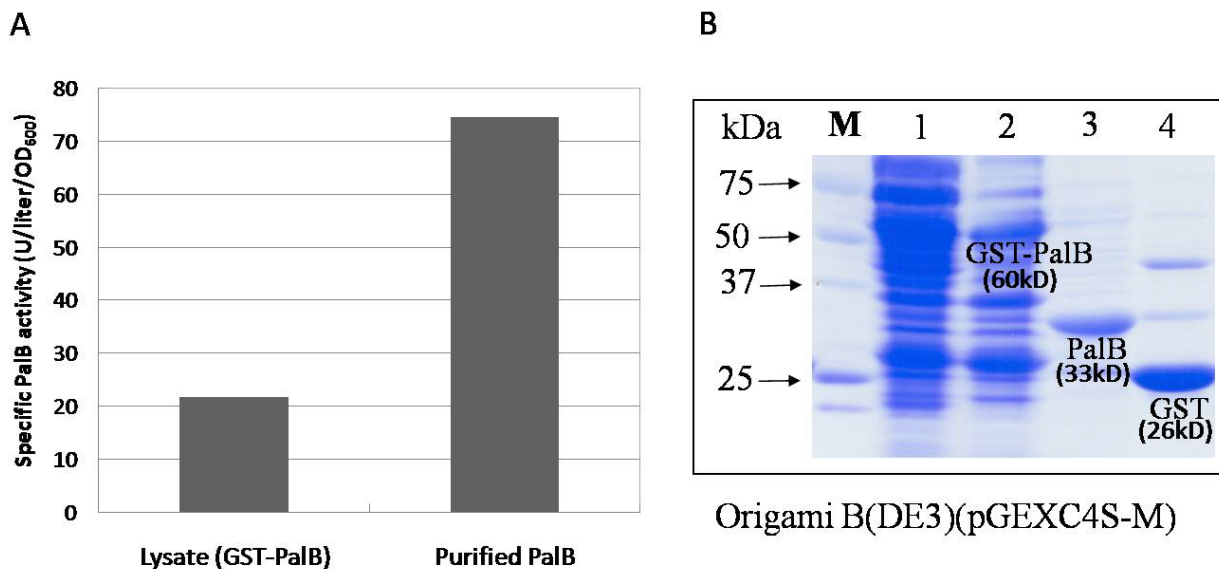 A
Specific PalB activity (U/liter/OD600)
80
70
60
50
40
30
20
10
0
Lysate (GST-PalB) Purified PalB
B
kDa M 1 2 3 4
75
50
37
25
GST-PalB
(60kD)
PalB
(33kD)
GST
(26kD)
Origami B(DE3)(pGEXC4S-M)